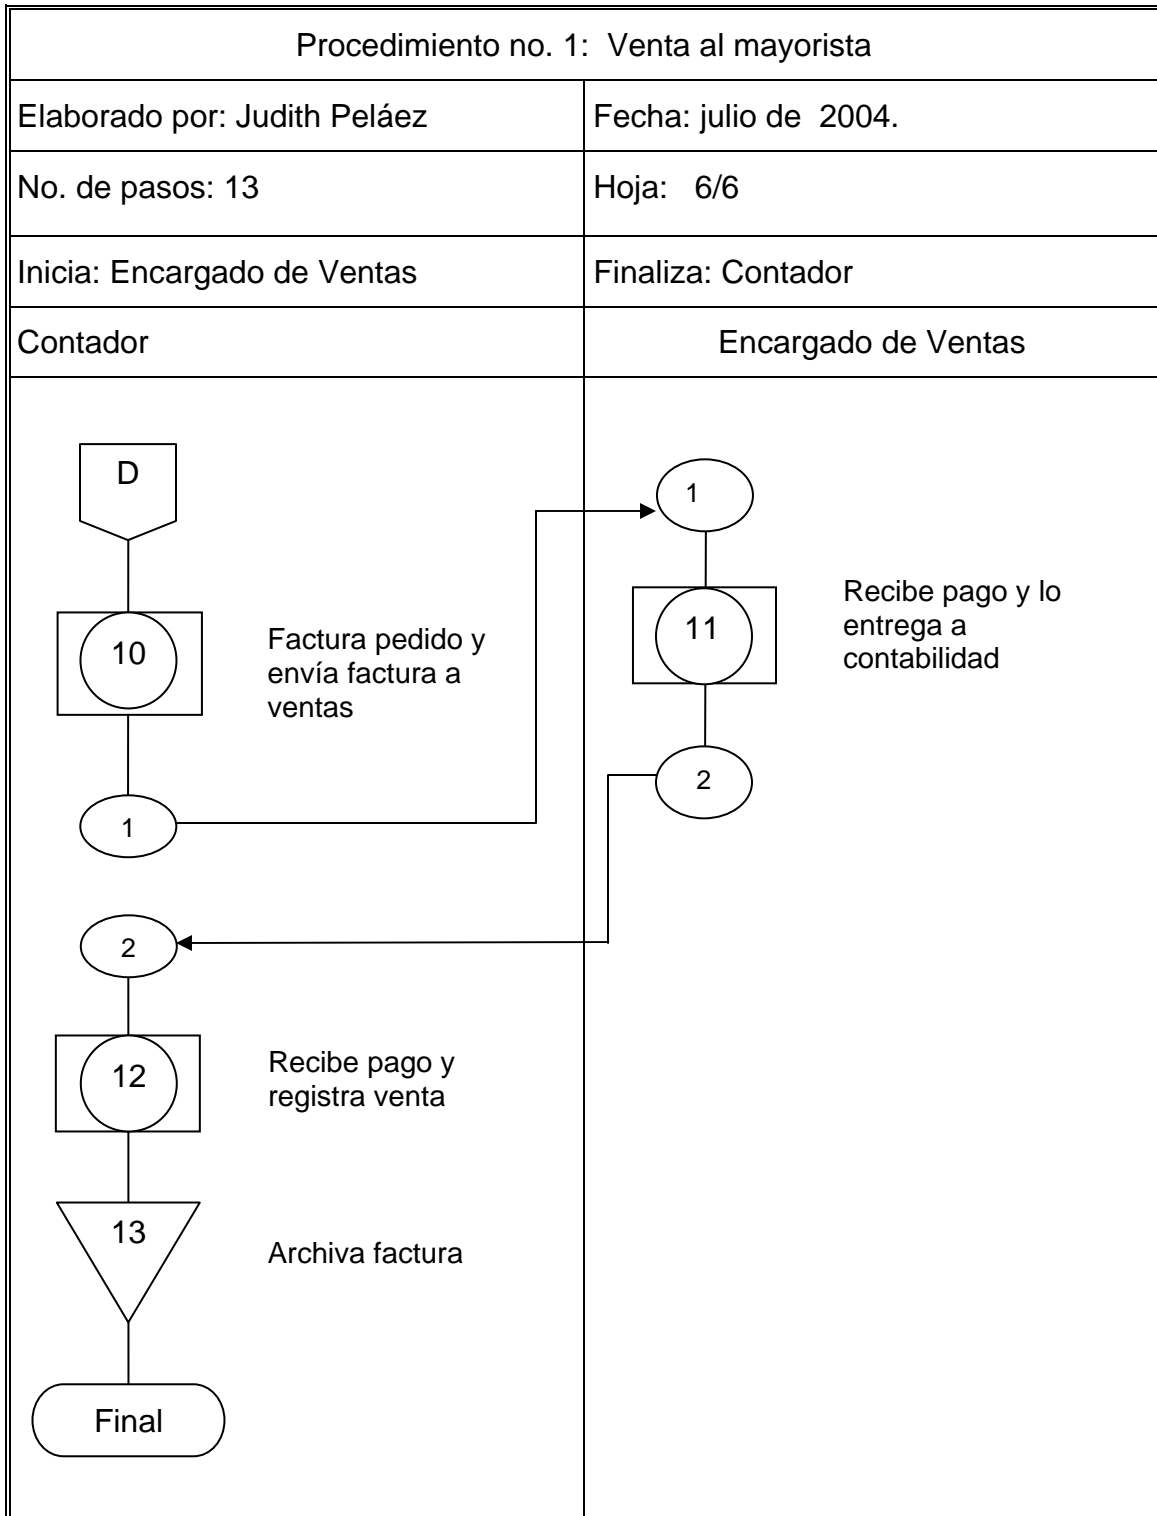 Procedimiento no. 1:  Venta al mayorista
Elaborado por: Judith Peláez
Fecha: julio de  2004.
No. de pasos: 13
Hoja:   6/6
Inicia: Encargado de Ventas
Finaliza: Contador
Contador
Encargado de Ventas
D
10
Factura pedido y
envía factura a
ventas
1
1
11
Recibe pago y lo
entrega a
contabilidad
2
2
12
Recibe pago y
registra venta
13
Archiva factura
Final